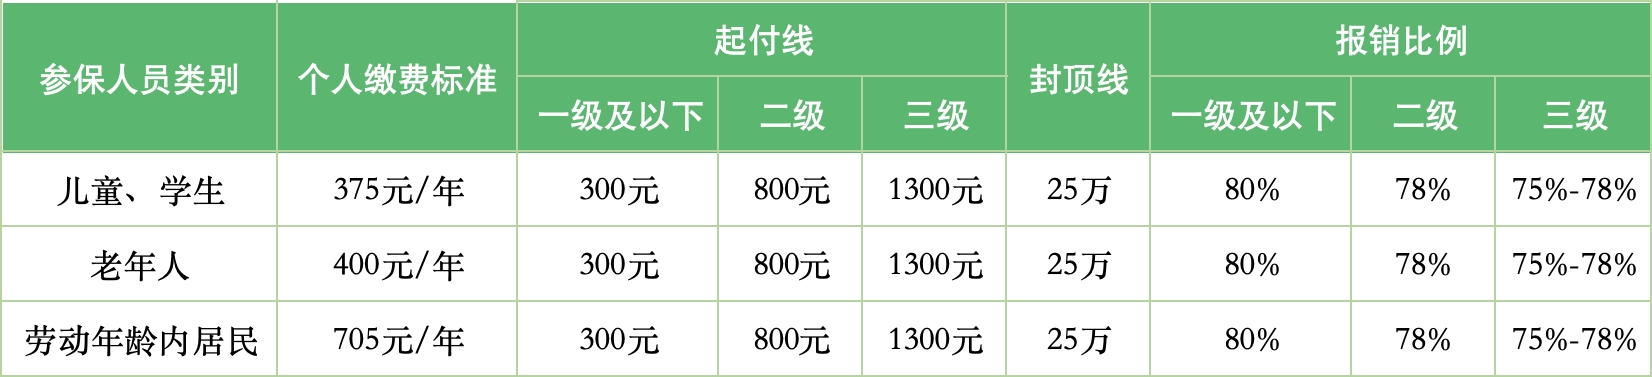 参保人员类别 个人缴费标准 起付线 封顶线 报销比例
一级及以下 二级 三级 一级及以下 二级 三级
儿童、学生 375元/年 300元 800元 1300元 25万 80% 78% 75%-78%
老年人 400元/年 300元 800元 1300元 25万 80% 78% 75%-78%
劳动年龄内居民 705元/年 300元 800元 1300元 25万 80% 78% 75%-78%